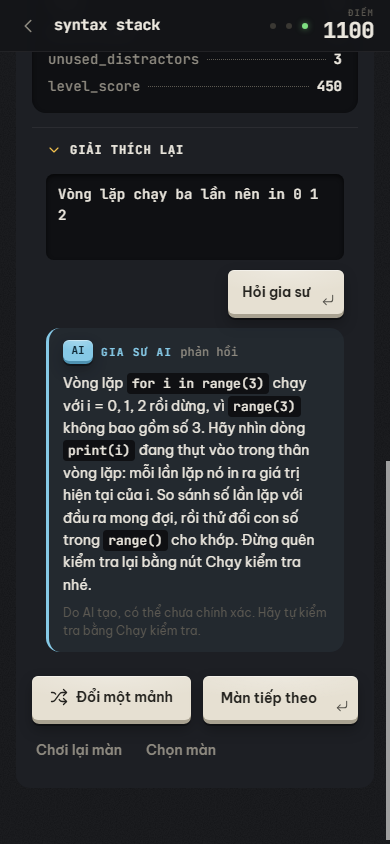 syntax stack
ĐIỂM
1100
unused_distractors 3
level_score 450
GIẢI THÍCH LẠI
Vòng lặp chạy ba lần nên in 0 1
2
Hỏi gia sư
AI GIA SƯ AI phản hồi
Vòng lặp for i in range(3) chạy
với i = 0, 1, 2 rồi dừng, vì range(3)
không bao gồm số 3. Hãy nhìn dòng
print(i) đang thụt vào trong thân
vòng lặp: mỗi lần lặp nó in ra giá trị
hiện tại của i. So sánh số lần lặp với
đầu ra mong đợi, rồi thử đổi con số
trong range() cho khớp. Đừng quên
kiểm tra lại bằng nút Chạy kiểm tra
nhé.
Do AI tạo, có thể chưa chính xác. Hãy tự kiểm
tra bằng Chạy kiểm tra.
Đổi một mảnh
Màn tiếp theo
Chơi lại màn
Chọn màn